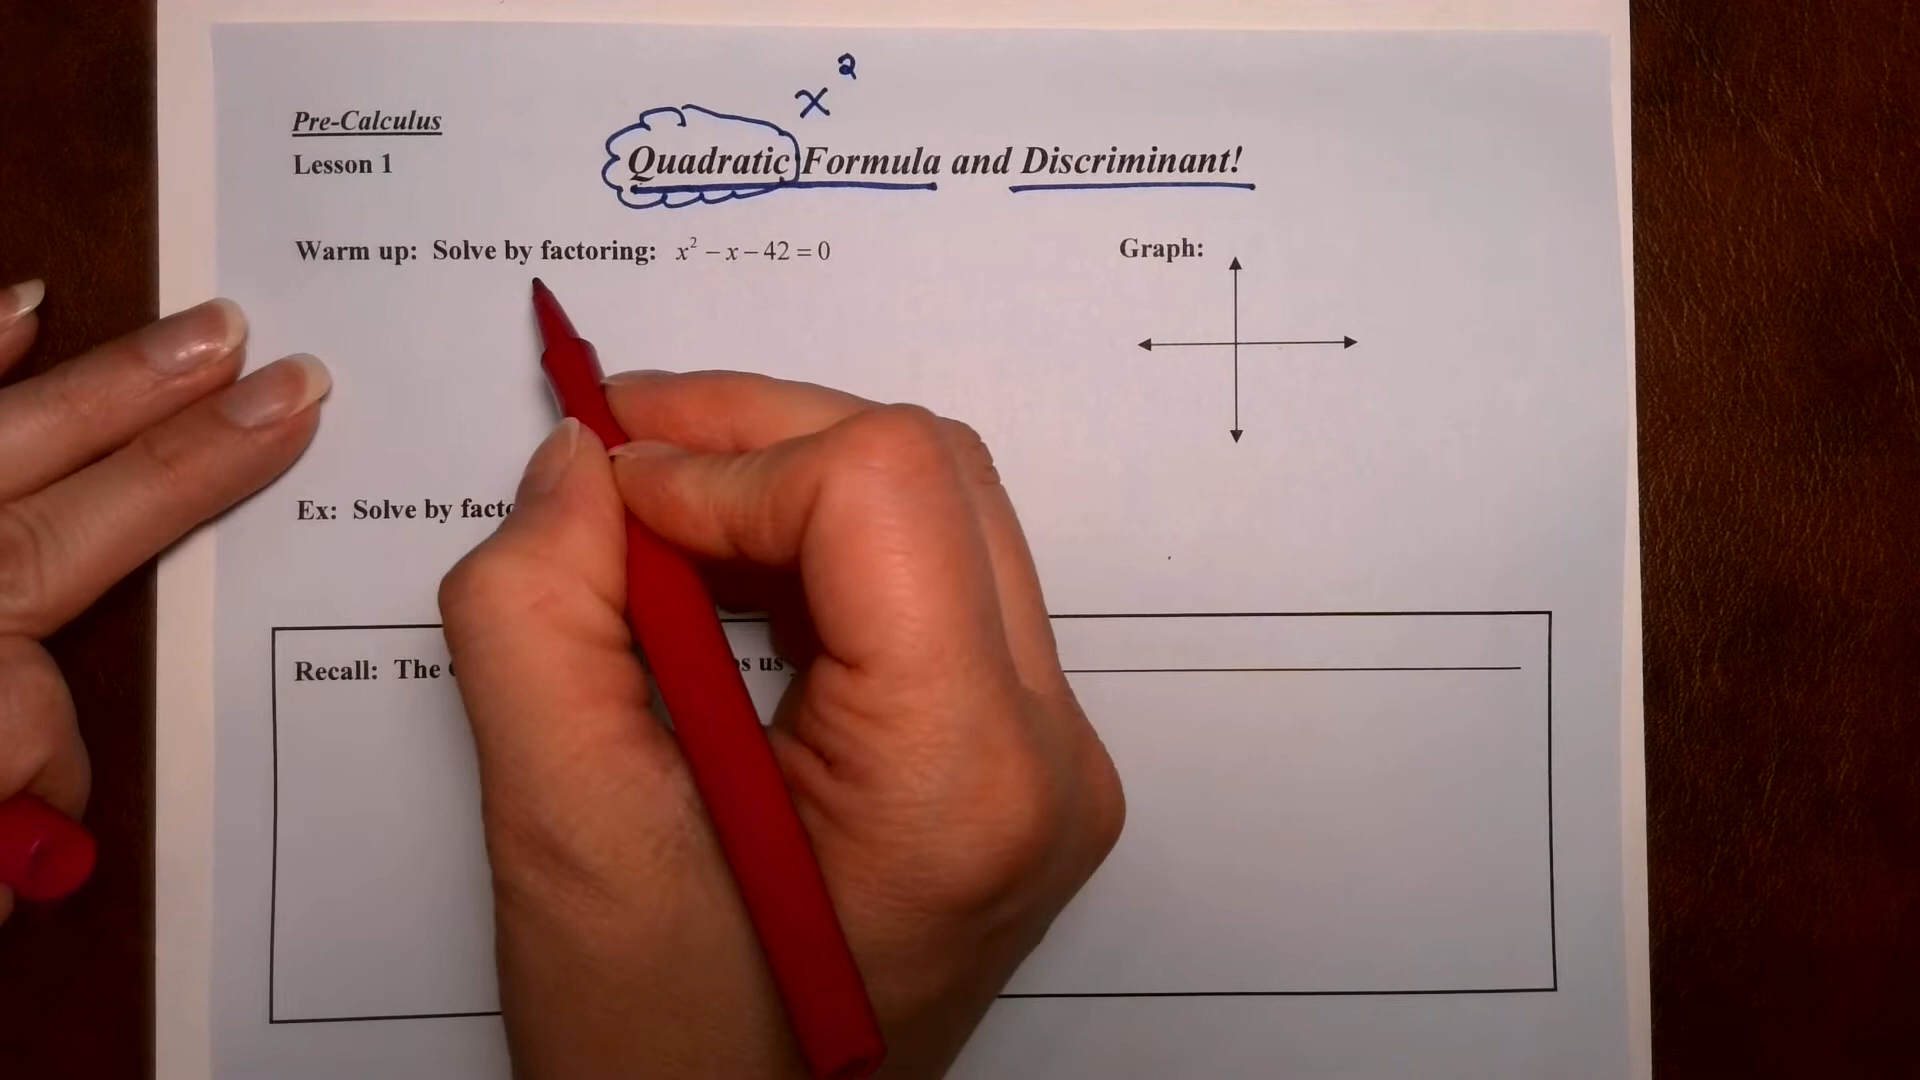 x²
Pre-Calculus
Lesson 1
Quadratic Formula and Discriminant!
Warm up: Solve by factoring: x² − x − 42 = 0
Graph:
Ex: Solve by
Recall: The
us